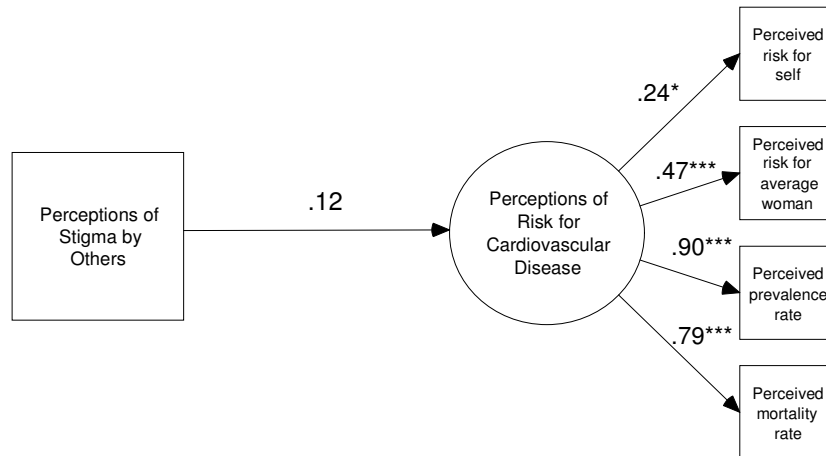 Perceptions of
Stigma by
Others
.12
Perceptions of
Risk for
Cardiovascular
Disease
.24*
Perceived
risk for
self
.47***
Perceived
risk for
average
woman
.90***
Perceived
prevalence
rate
.79***
Perceived
mortality
rate